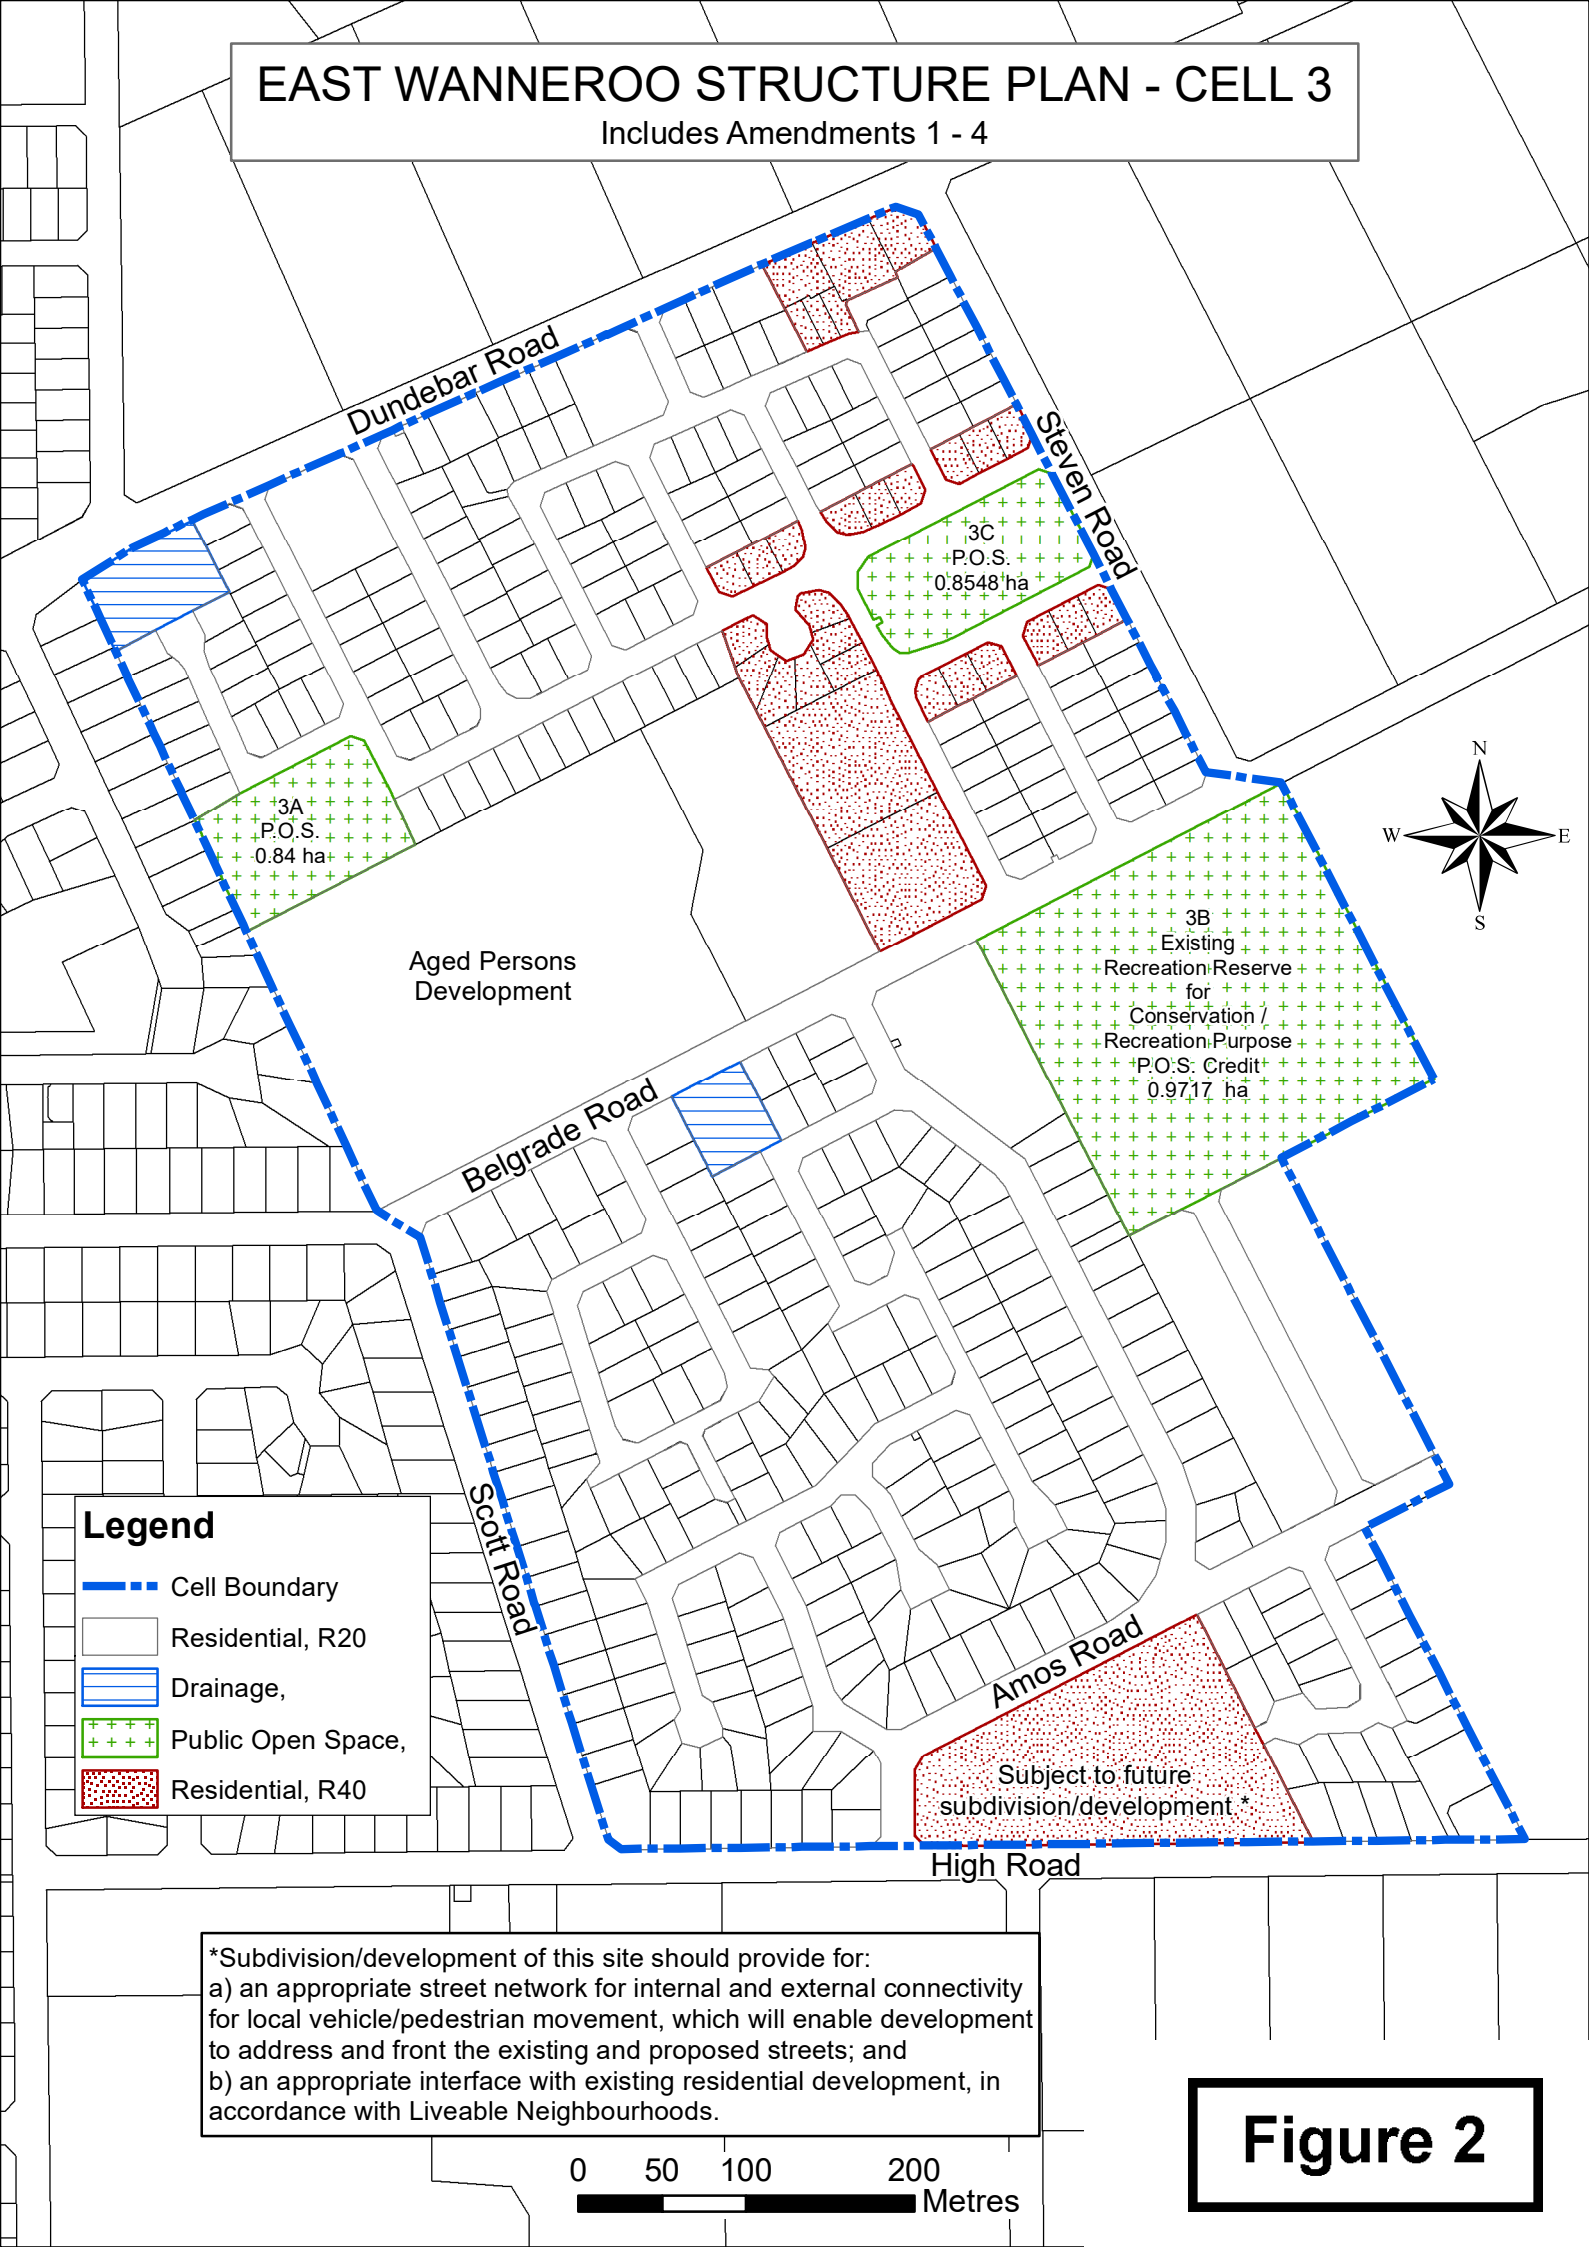 EAST WANNEROO STRUCTURE PLAN - CELL 3
Includes Amendments 1 - 4
Dundebar Road
Steven Road
3C
P.O.S.
0.8548 ha
N
W
E
S
3A
P.O.S.
0.84 ha
3B
Existing
Recreation Reserve
for
Conservation /
Recreation Purpose
P.O.S. Credit
0.9717 ha
Aged Persons
Development
Belgrade Road
Scott Road
Legend
Cell Boundary
Residential, R20
Drainage,
Public Open Space,
Residential, R40
Amos Road
Subject to future
subdivision/development.*
High Road
*Subdivision/development of this site should provide for:
a) an appropriate street network for internal and external connectivity
for local vehicle/pedestrian movement, which will enable development
to address and front the existing and proposed streets; and
b) an appropriate interface with existing residential development, in
accordance with Liveable Neighbourhoods.
Figure 2
0 50 100 200
Metres